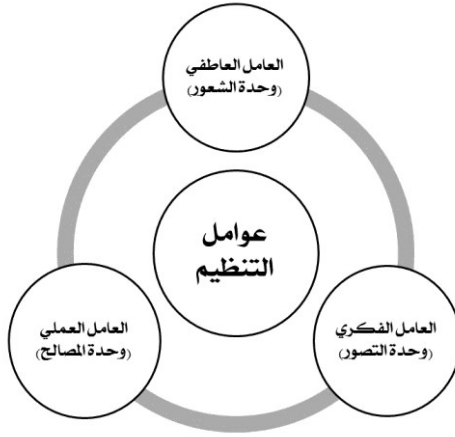 العامل العاطفي
(وحدة الشعور)
عوامل
التنظيم
العامل الفكري
(وحدة التصور)
العامل العملي
(وحدة المصالح)